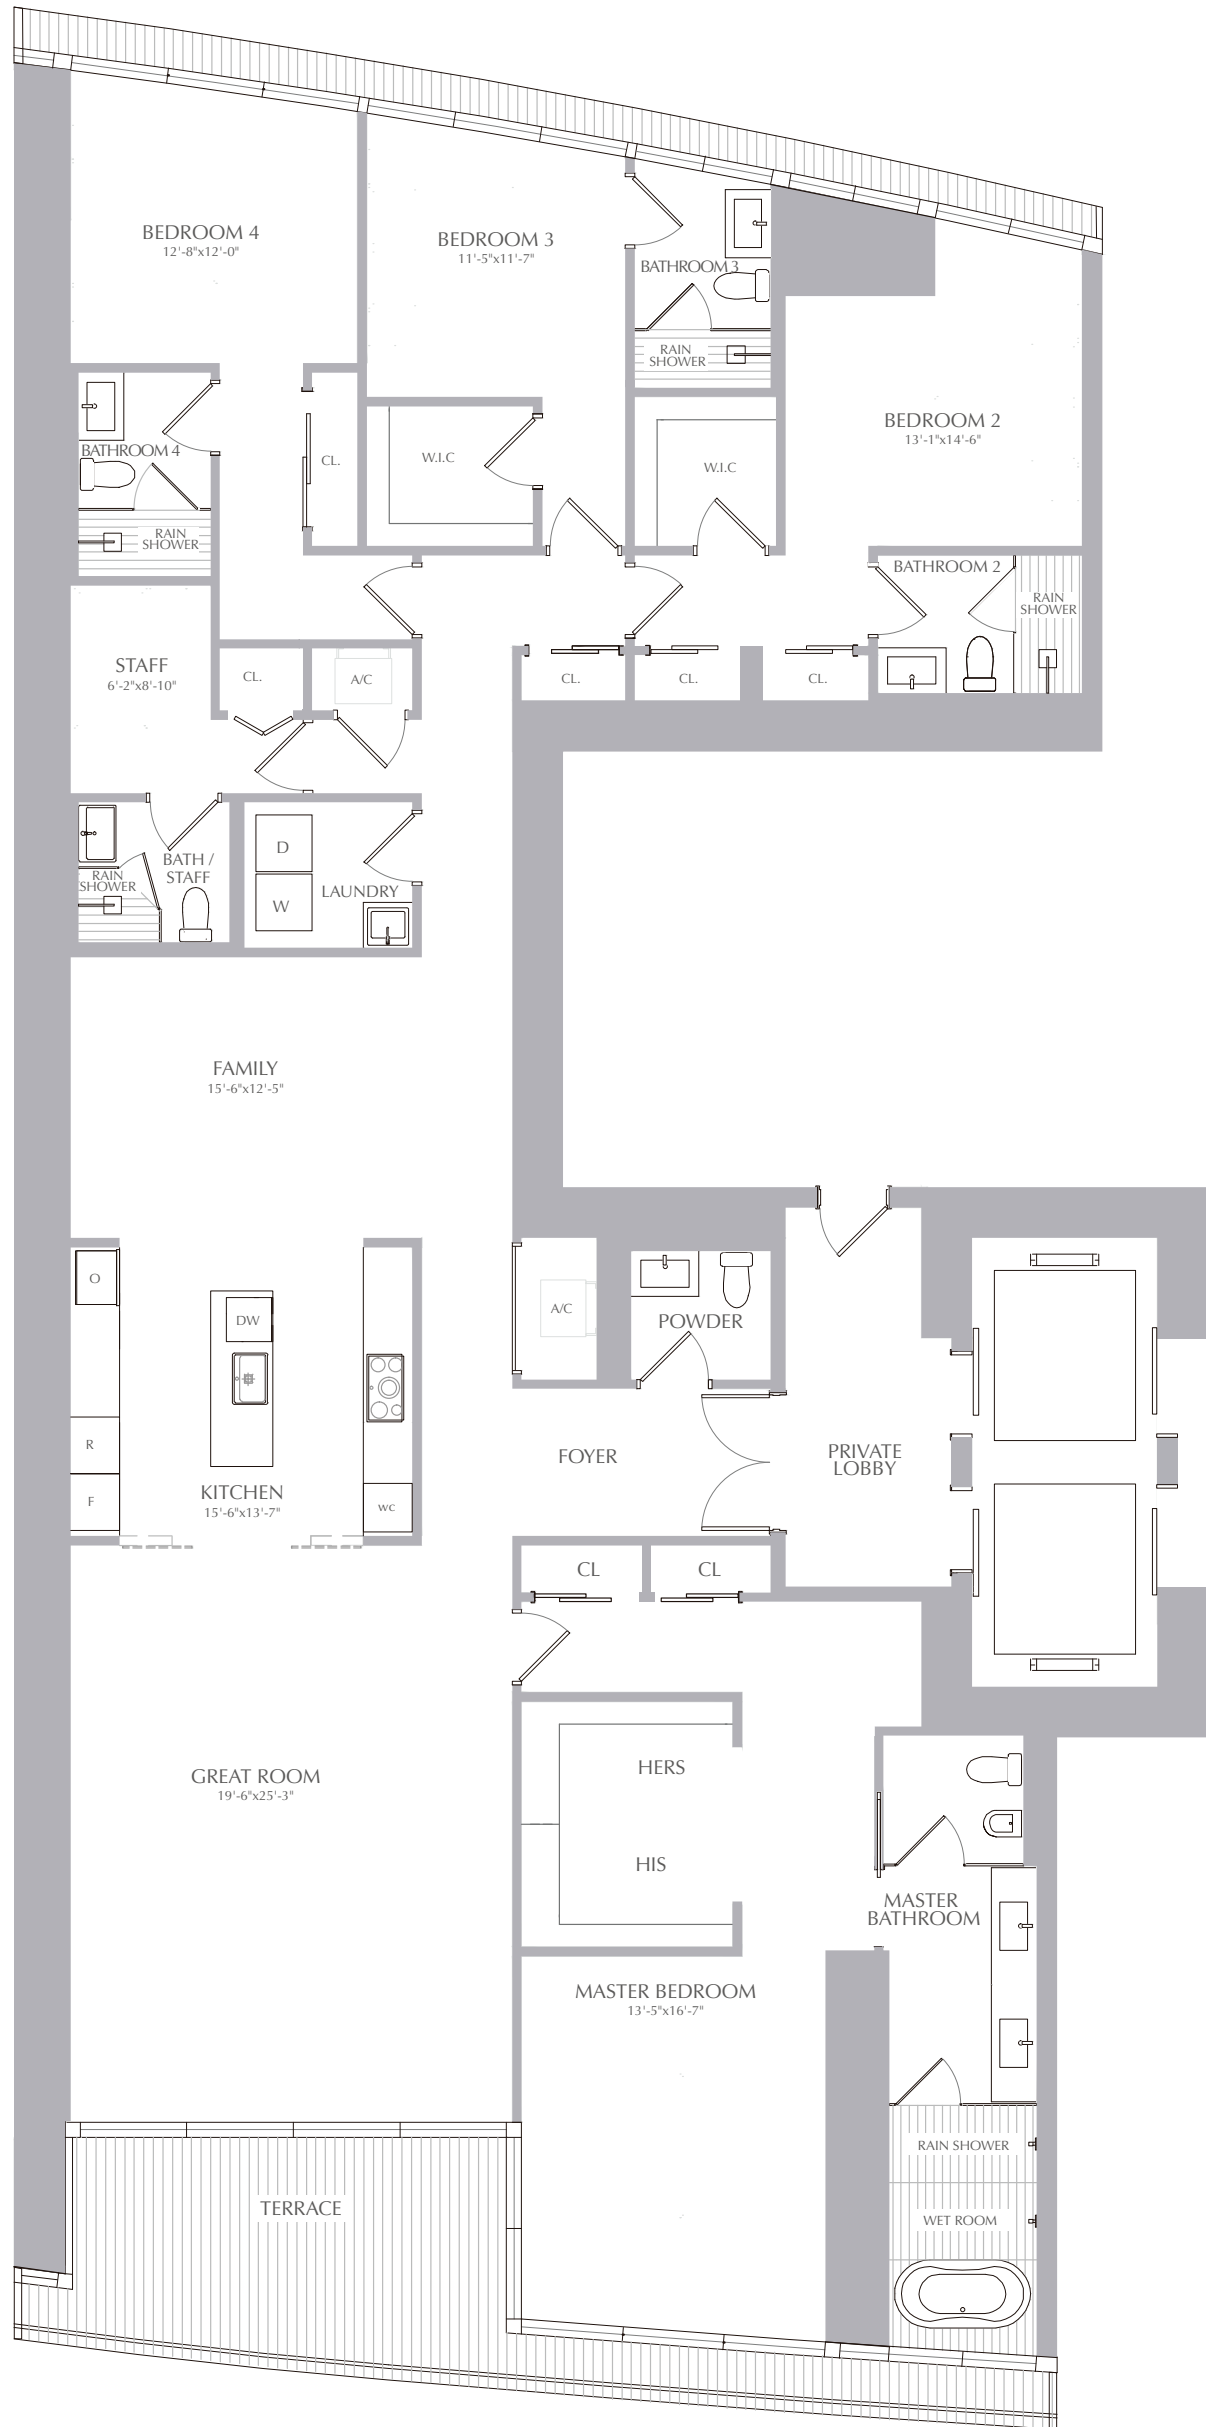 BEDROOM 4
12'-8"x12'-0"
BEDROOM 3
11'-5"x11'-7"
BATHROOM 3
RAIN
SHOWER
BEDROOM 2
13'-1"x14'-6"
BATHROOM 4
RAIN
SHOWER
CL.
W.I.C
W.I.C
BATHROOM 2
RAIN
SHOWER
STAFF
6'-2"x8'-10"
CL.
A/C
CL.
CL.
CL.
BATH /
STAFF
RAIN
SHOWER
D
W
LAUNDRY
FAMILY
15'-6"x12'-5"
O
DW
R
F
KITCHEN
15'-6"x13'-7"
wc
A/C
POWDER
FOYER
PRIVATE
LOBBY
CL
CL
GREAT ROOM
19'-6"x25'-3"
HERS
HIS
MASTER
BATHROOM
MASTER BEDROOM
13'-5"x16'-7"
RAIN SHOWER
WET ROOM
TERRACE